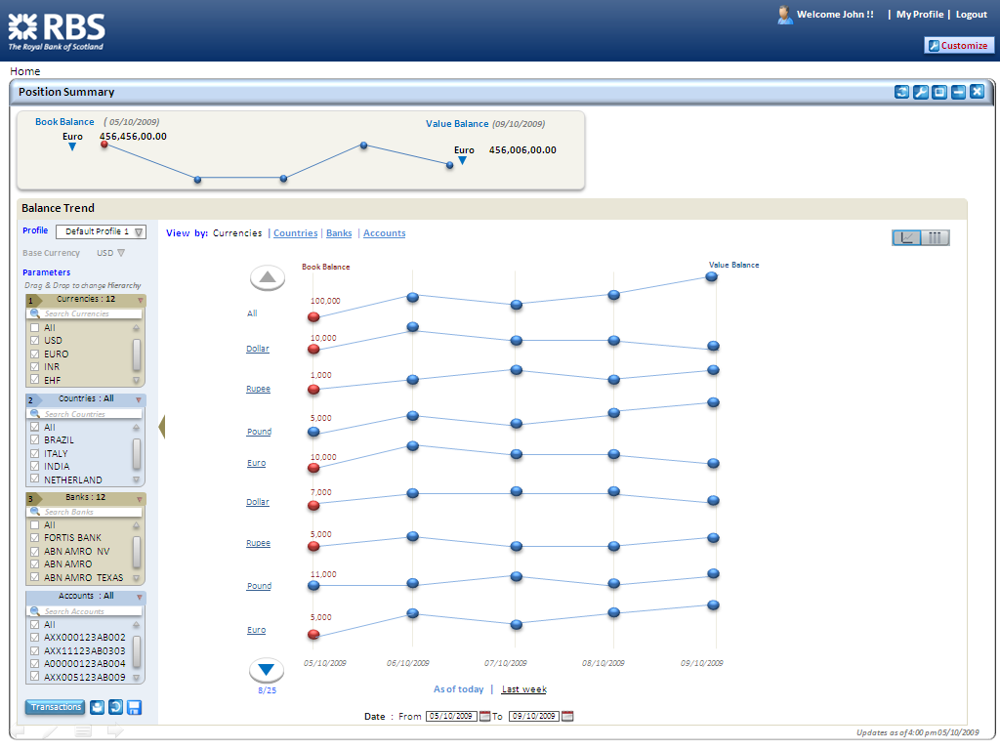 RBS
The Royal Bank of Scotland
Welcome John !! | My Profile | Logout
Customize
Home
Position Summary
Book Balance ( 05/10/2009)
Euro 456,456,00.00
Value Balance (09/10/2009)
Euro 456,006,00.00
Balance Trend
Profile Default Profile 1
Base Currency USD
Parameters
Drag & Drop to change Hierarchy
1 Currencies : 12
Search Currencies
All
USD
EURO
INR
EHF
2 Countries : All
Search Countries
All
BRAZIL
ITALY
INDIA
NETHERLAND
3 Banks : 12
Search Banks
All
FORTIS BANK
ABN AMRO NV
ABN AMRO
ABN AMRO TEXAS
Accounts : All
Search Accounts
All
AXX000123AB002
AXX11123AB0303
A00000123AB004
AXX005123AB009
Transactions
View by: Currencies | Countries | Banks | Accounts
Book Balance
Value Balance
All 100,000
Dollar 10,000
Rupee 1,000
Pound 5,000
Euro 10,000
Dollar 7,000
Rupee 5,000
Pound 11,000
Euro 5,000
05/10/2009 06/10/2009 07/10/2009 08/10/2009 09/10/2009
8/25
As of today | Last week
Date : From 05/10/2009 To 09/10/2009
Updates as of 4:00 pm 05/10/2009